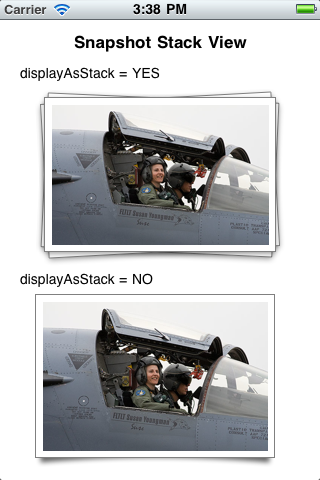 Carrier 3:38 PM
Snapshot Stack View
displayAsStack = YES
displayAsStack = NO